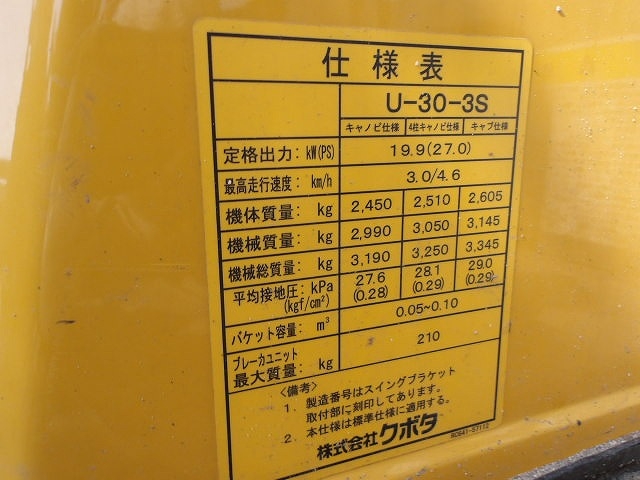 仕様表
U-30-3S
キャノピ仕様 4柱キャノピ仕様 キャブ仕様
定格出力: kW(PS) 19.9(27.0)
最高走行速度: km/h 3.0/4.6
機体質量: kg 2,450 2,510 2,605
機械質量: kg 2,990 3,050 3,145
機械総質量: kg 3,190 3,250 3,345
平均接地圧: kPa 27.6 28.1 29.0
(kgf/cm²) (0.28) (0.29) (0.29)
バケット容量: m³ 0.05~0.10
ブレーカユニット
最大質量: kg 210
<備考>
1. 製造番号はスイングブラケット
取付部に刻印してあります。
2. 本仕様は標準仕様に適用する。
株式会社クボタ